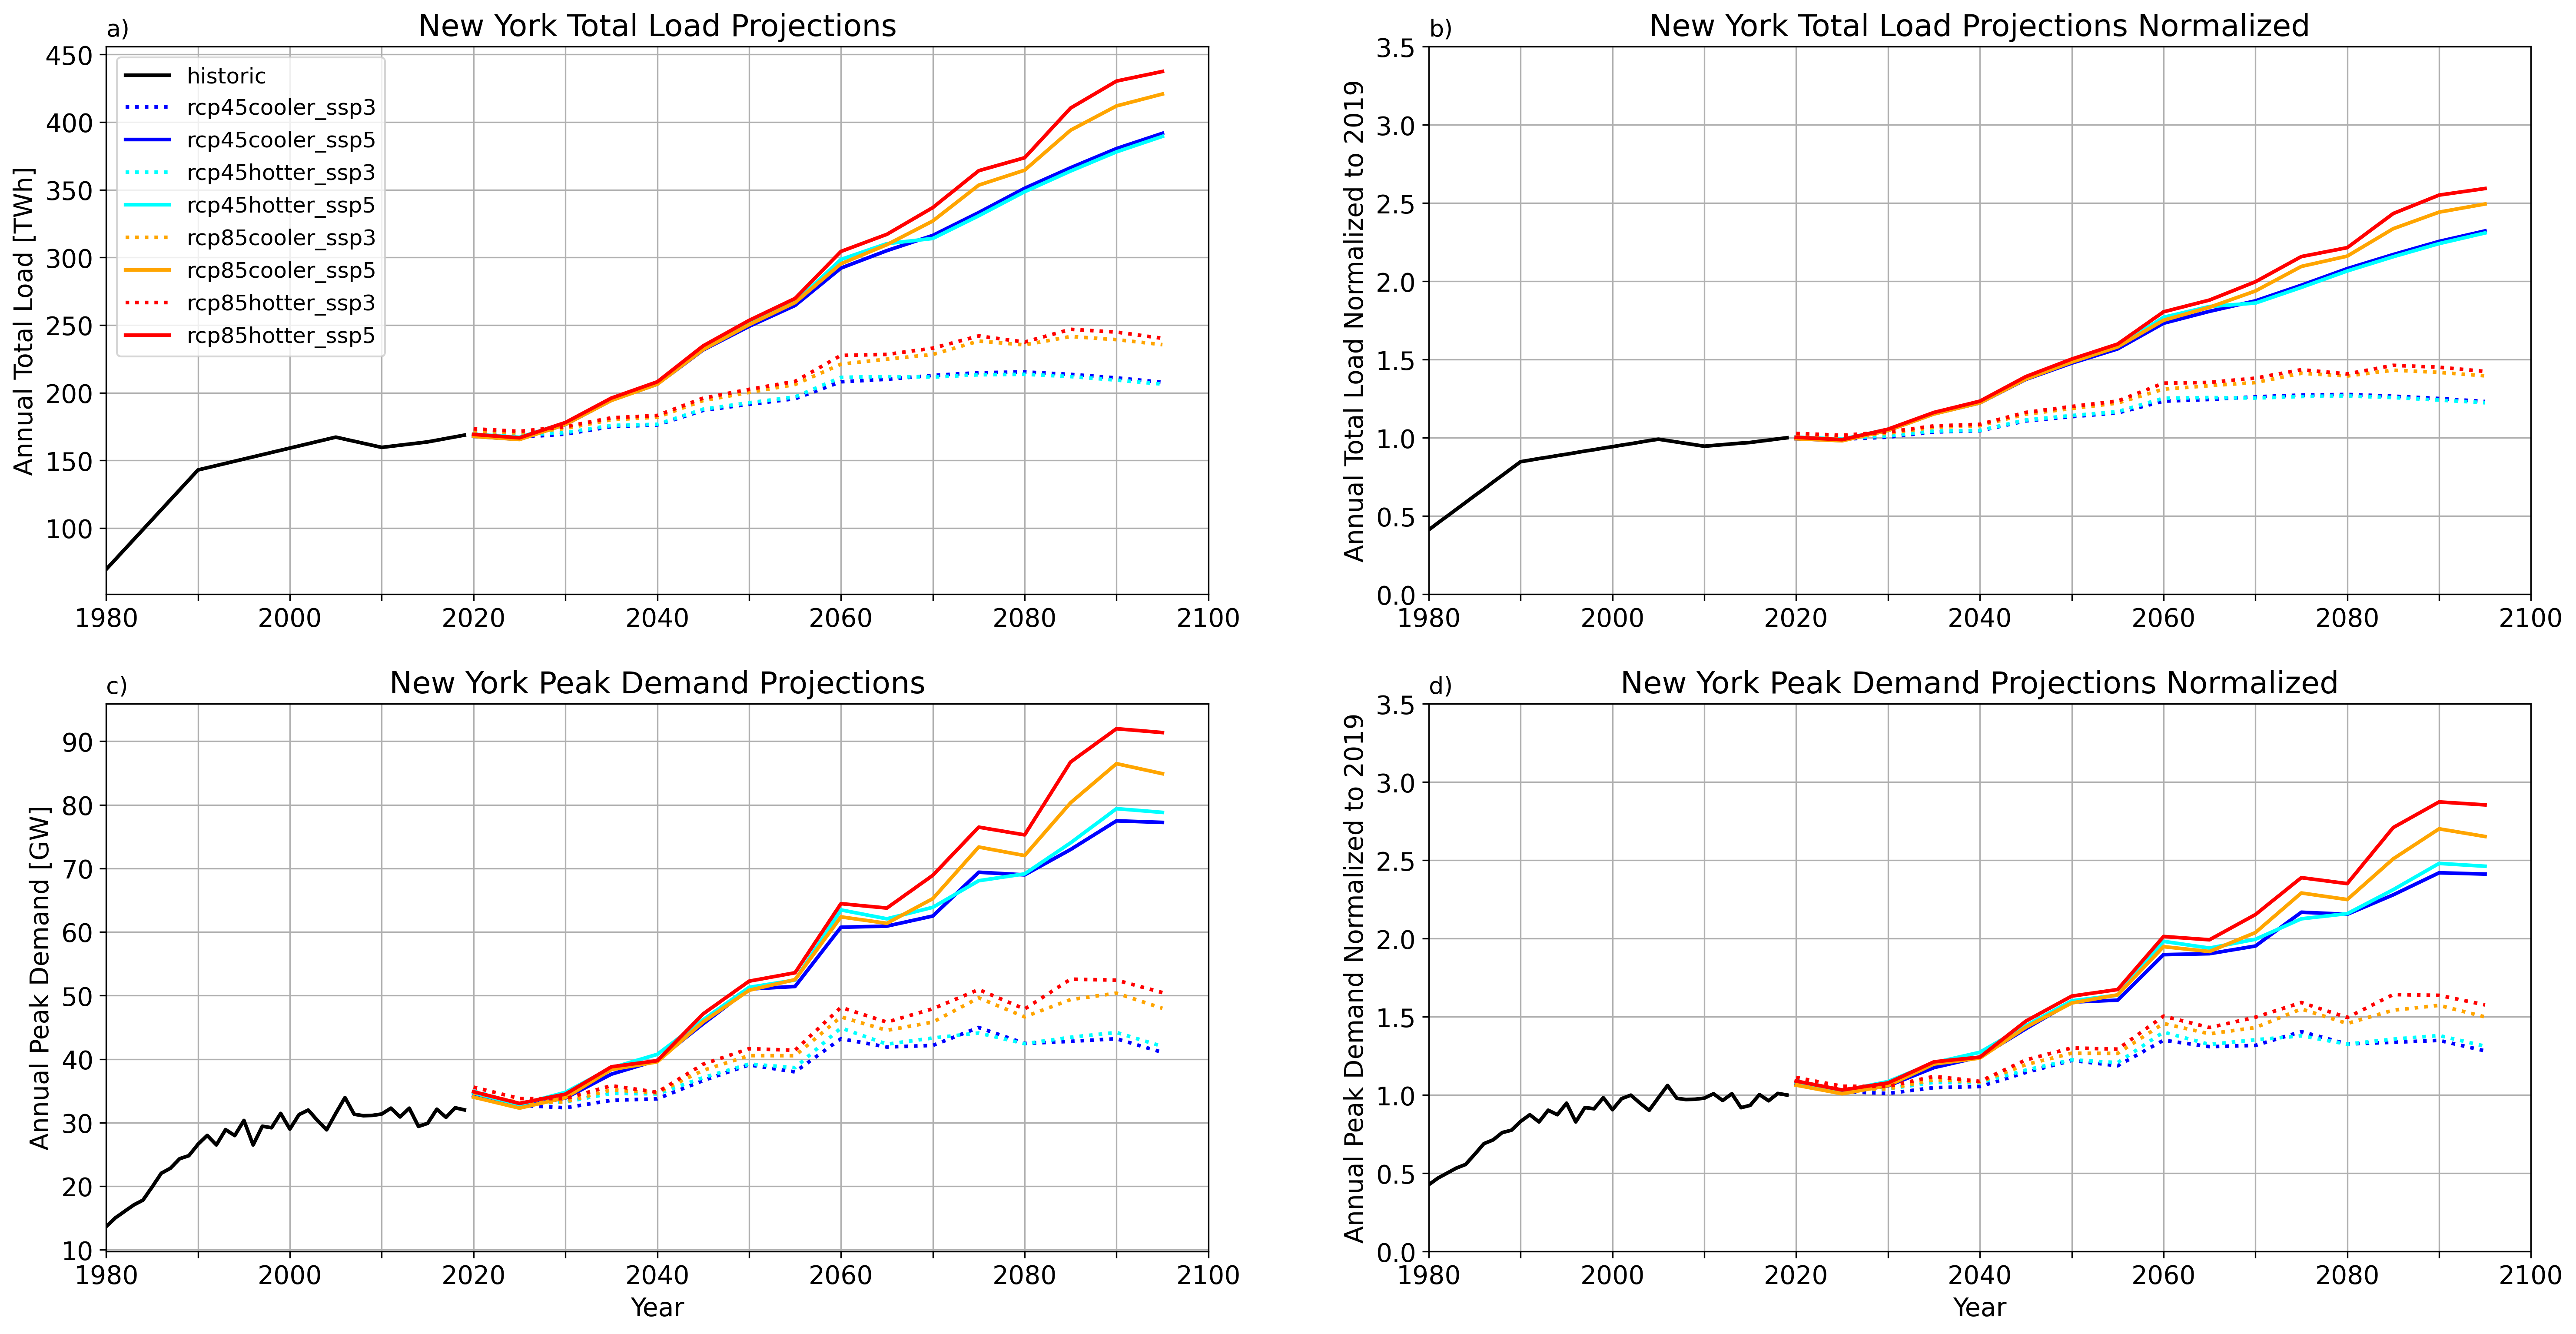 a)
New York Total Load Projections
Annual Total Load [TWh]
450
400
350
300
250
200
150
100
historic
rcp45cooler_ssp3
rcp45cooler_ssp5
rcp45hotter_ssp3
rcp45hotter_ssp5
rcp85cooler_ssp3
rcp85cooler_ssp5
rcp85hotter_ssp3
rcp85hotter_ssp5
1980 2000 2020 2040 2060 2080 2100
b)
New York Total Load Projections Normalized
Annual Total Load Normalized to 2019
3.5
3.0
2.5
2.0
1.5
1.0
0.5
0.0
1980 2000 2020 2040 2060 2080 2100
c)
New York Peak Demand Projections
Annual Peak Demand [GW]
90
80
70
60
50
40
30
20
10
1980 2000 2020 2040 2060 2080 2100
Year
d)
New York Peak Demand Projections Normalized
Annual Peak Demand Normalized to 2019
3.5
3.0
2.5
2.0
1.5
1.0
0.5
0.0
1980 2000 2020 2040 2060 2080 2100
Year